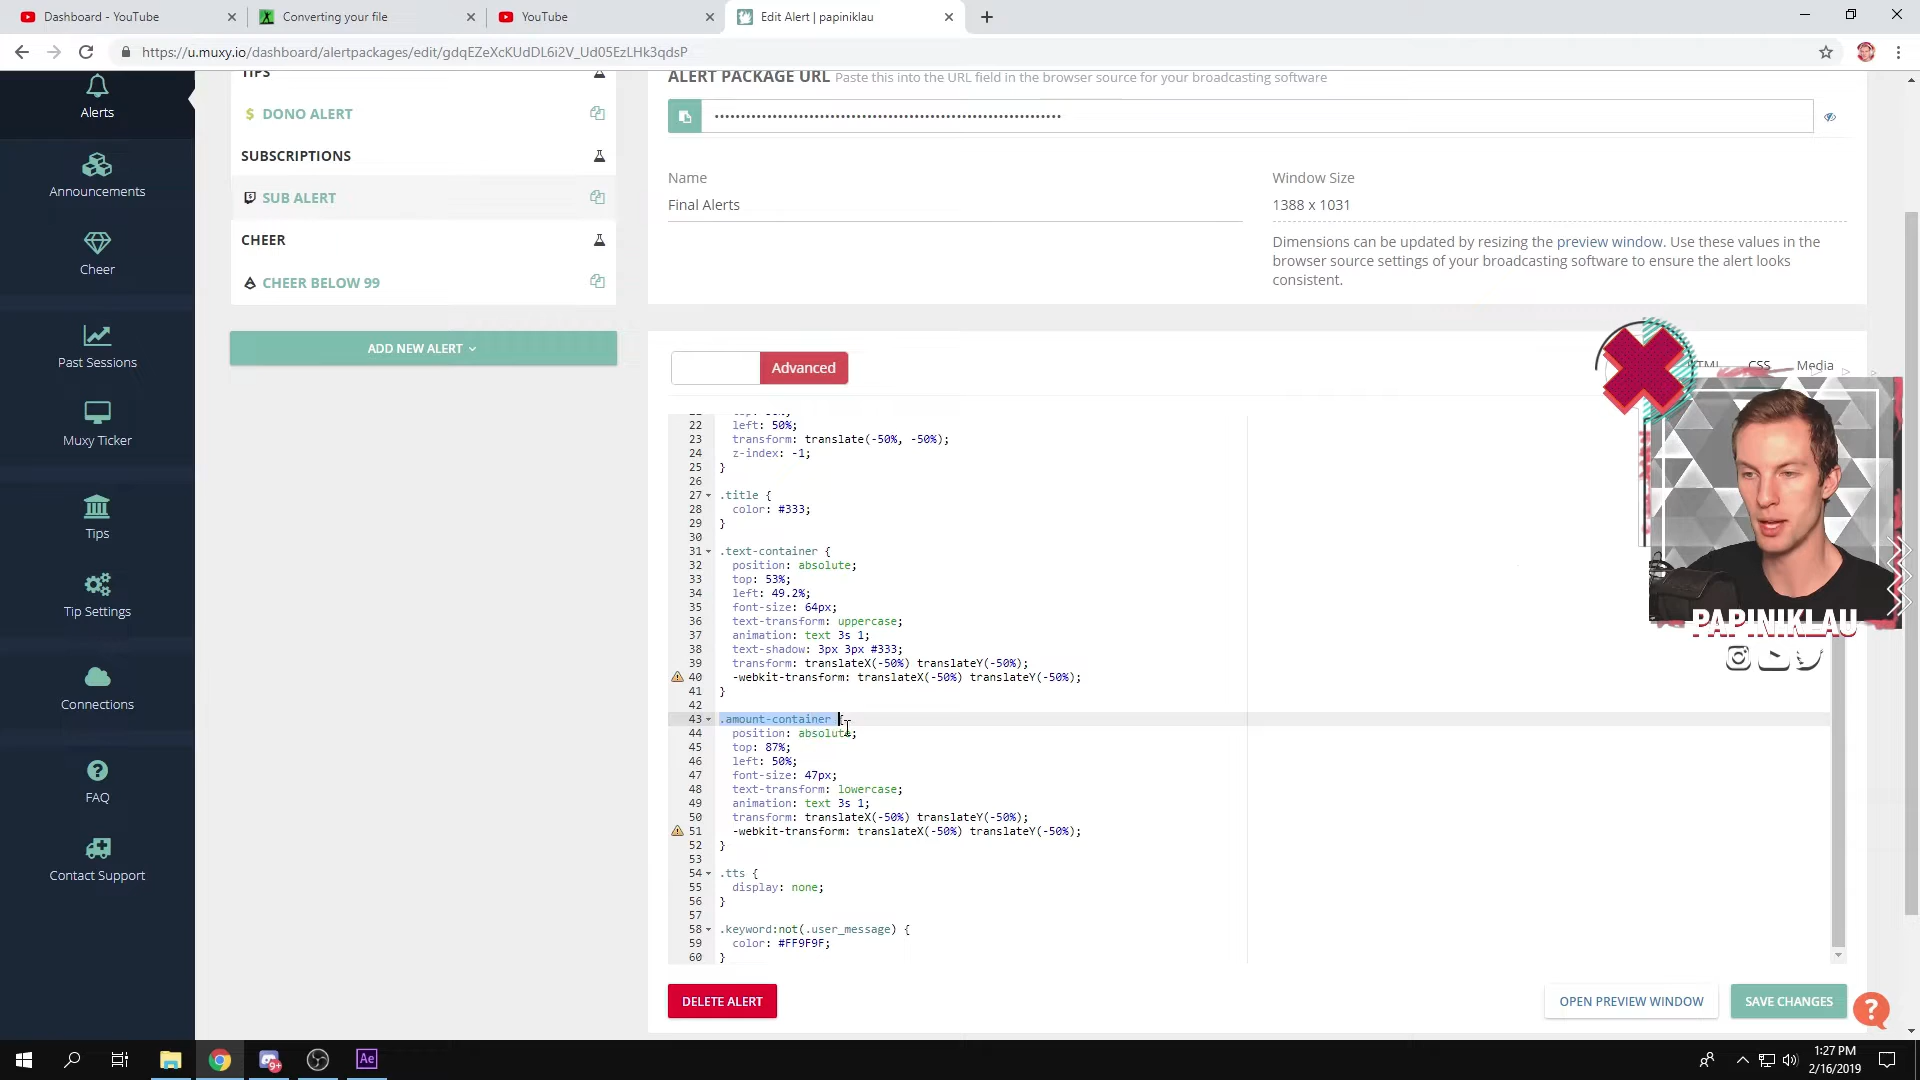 Dashboard - YouTube
Converting your file
YouTube
Edit Alert | papiniklau
https://u.muxy.io/dashboard/alertpackages/edit/gdqEZeXcKUdDL6i2V_Ud05EzLHk3qdsP
Alerts
Announcements
Cheer
Past Sessions
Muxy Ticker
Tips
Tip Settings
Connections
FAQ
Contact Support
TIPS
DONO ALERT
SUBSCRIPTIONS
SUB ALERT
CHEER
CHEER BELOW 99
ADD NEW ALERT
ALERT PACKAGE URL Paste this into the URL field in the browser source for your broadcasting software
Name
Final Alerts
Window Size
1388 x 1031
Dimensions can be updated by resizing the preview window. Use these values in the
browser source settings of your broadcasting software to ensure the alert looks
consistent.
Advanced
CSS
Media
22 left: 50%;
23 transform: translate(-50%, -50%);
24 z-index: -1;
25 }
26
27 .title {
28 color: #333;
29 }
30
31 .text-container {
32 position: absolute;
33 top: 53%;
34 left: 49.2%;
35 font-size: 64px;
36 text-transform: uppercase;
37 animation: text 3s 1;
38 text-shadow: 3px 3px #333;
39 transform: translateX(-50%) translateY(-50%);
40 -webkit-transform: translateX(-50%) translateY(-50%);
41 }
42
43 .amount-container {
44 position: absolute;
45 top: 87%;
46 left: 50%;
47 font-size: 47px;
48 text-transform: lowercase;
49 animation: text 3s 1;
50 transform: translateX(-50%) translateY(-50%);
51 -webkit-transform: translateX(-50%) translateY(-50%);
52 }
53
54 .tts {
55 display: none;
56 }
57
58 .keyword:not(.user_message) {
59 color: #FF9F9F;
60 }
PAPINIKLAU
DELETE ALERT
OPEN PREVIEW WINDOW
SAVE CHANGES
?
9+
Ae
1:27 PM
2/16/2019